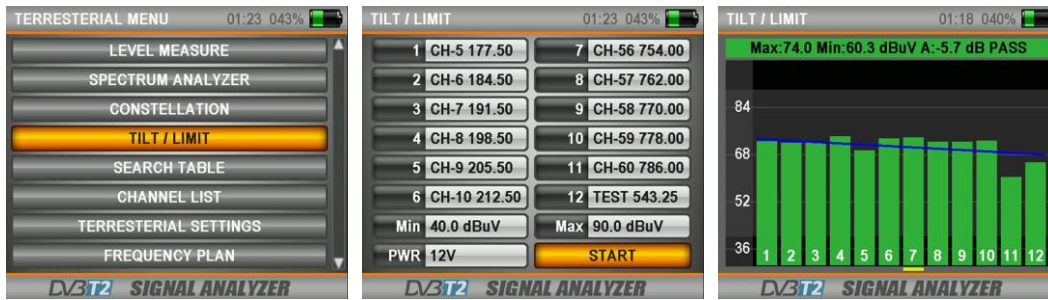 TERRESTERIAL MENU 01:23 043%
LEVEL MEASURE
SPECTRUM ANALYZER
CONSTELLATION
TILT / LIMIT
SEARCH TABLE
CHANNEL LIST
TERRESTERIAL SETTINGS
FREQUENCY PLAN
DVB T2 SIGNAL ANALYZER
TILT / LIMIT 01:23 043%
1 CH-5 177.50 7 CH-56 754.00
2 CH-6 184.50 8 CH-57 762.00
3 CH-7 191.50 9 CH-58 770.00
4 CH-8 198.50 10 CH-59 778.00
5 CH-9 205.50 11 CH-60 786.00
6 CH-10 212.50 12 TEST 543.25
Min 40.0 dBuV Max 90.0 dBuV
PWR 12V START
DVB T2 SIGNAL ANALYZER
TILT / LIMIT 01:18 040%
Max:74.0 Min:60.3 dBuV A:-5.7 dB PASS
84
68
52
36
1 2 3 4 5 6 7 8 9 10 11 12
DVB T2 SIGNAL ANALYZER